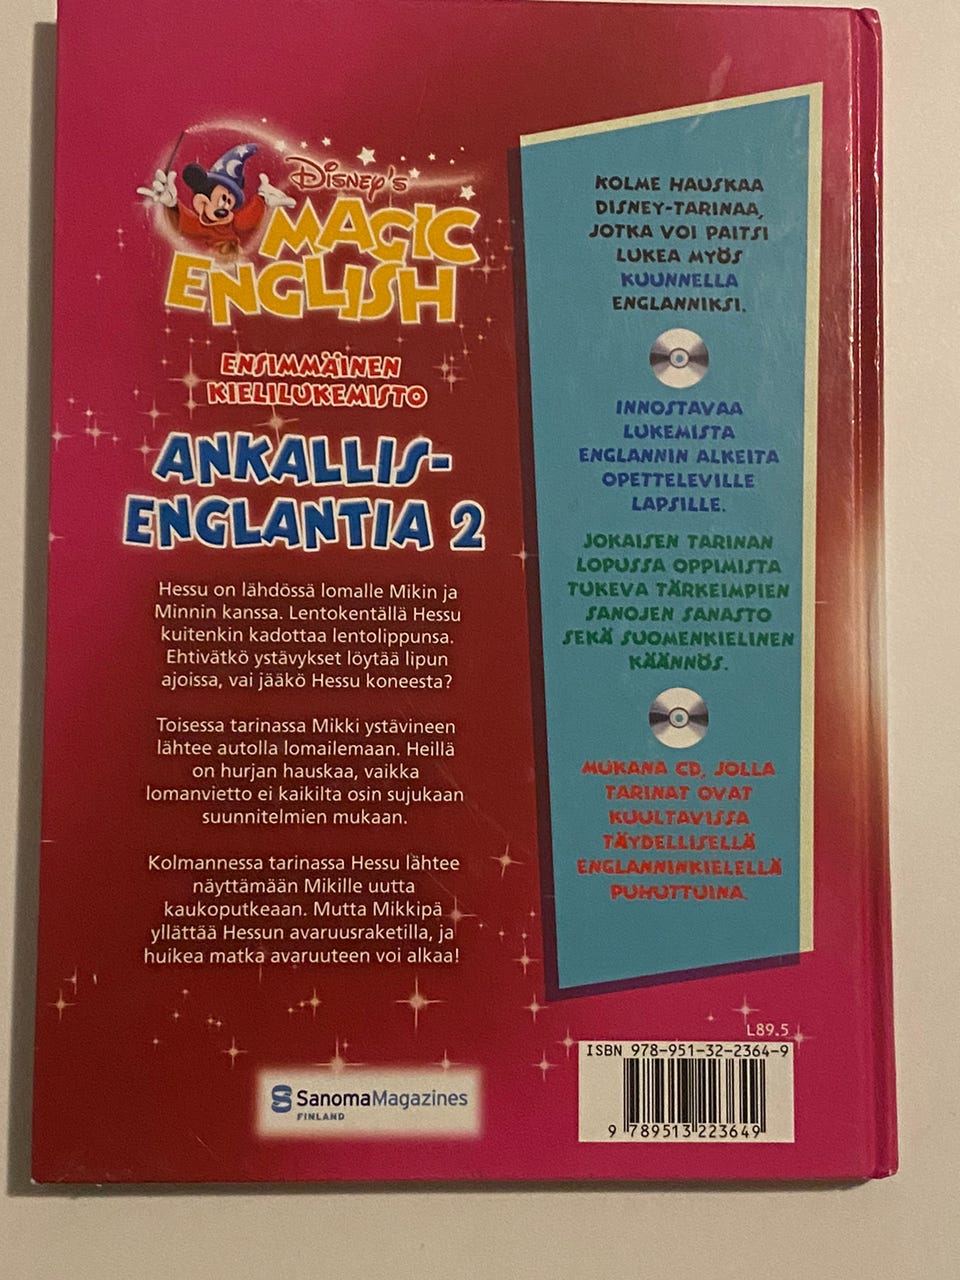 Disney's
MAGIC
ENGLISH
ENSIMMÄINEN
KIELILUKEMISTO
ANKALLIS-
ENGLANTIA 2
Hessu on lähdössä lomalle Mikin ja
Minnin kanssa. Lentokentällä Hessu
kuitenkin kadottaa lentolippunsa.
Ehtivätkö ystävykset löytää lipun
ajoissa, vai jääkö Hessu koneesta?
Toisessa tarinassa Mikki ystävineen
lähtee autolla lomailemaan. Heillä
on hurjan hauskaa, vaikka
lomanvietto ei kaikilta osin sujukaan
suunnitelmien mukaan.
Kolmannessa tarinassa Hessu lähtee
näyttämään Mikille uutta
kaukoputkeaan. Mutta Mikkipä
yllättää Hessun avaruusraketilla, ja
huikea matka avaruuteen voi alkaa!
SanomaMagazines
FINLAND
KOLME HAUSKAA
DISNEY-TARINAA,
JOTKA VOI PAITSI
LUKEA MYÖS
KUUNNELLA
ENGLANNIKSI.
INNOSTAVAA
LUKEMISTA
ENGLANNIN ALKEITA
OPETTELEVILLE
LAPSILLE.
JOKAISEN TARINAN
LOPUSSA OPPIMISTA
TUKEVA TÄRKEIMPIEN
SANOJEN SANASTO
SEKÄ SUOMENKIELINEN
KÄÄNNÖS.
MUKANA CD, JOLLA
TARINAT OVAT
KUULTAVISSA
TÄYDELLISELLÄ
ENGLANNINKIELELLÄ
PUHUTTUINA.
L89.5
ISBN 978-951-32-2364-9
9 789513 223649